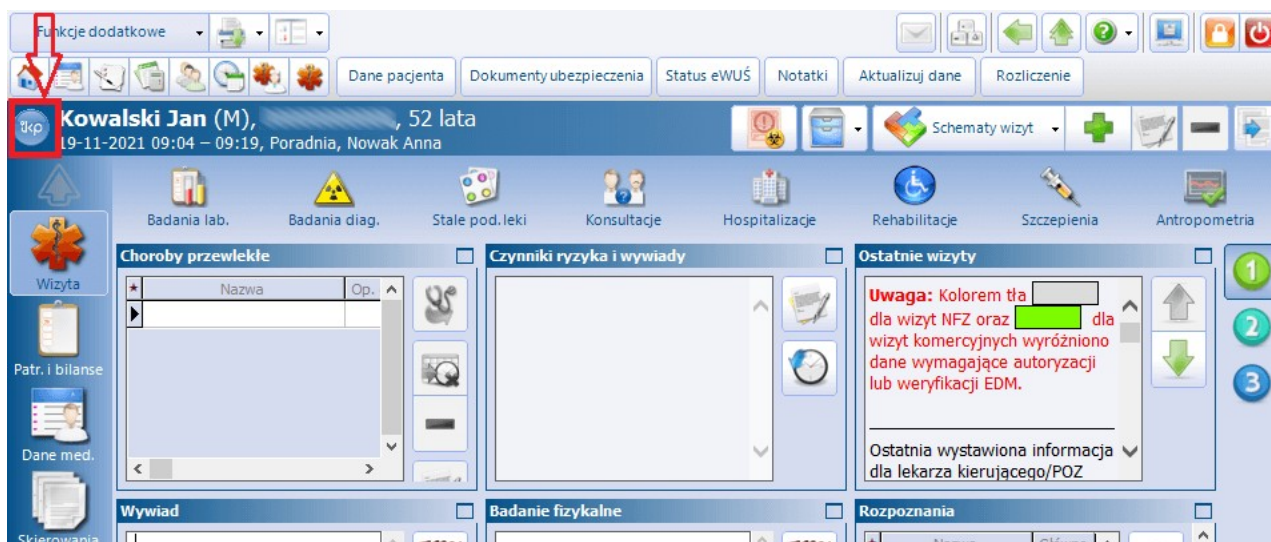 Funkcje dodatkowe
Dane pacjenta
Dokumenty ubezpieczenia
Status eWUŚ
Notatki
Aktualizuj dane
Rozliczenie
ikp
Kowalski Jan (M), , 52 lata
19-11-2021 09:04 – 09:19, Poradnia, Nowak Anna
Schematy wizyt
Badania lab.
Badania diag.
Stale pod.leki
Konsultacje
Hospitalizacje
Rehabilitacje
Szczepienia
Antropometria
Wizyta
Patr. i bilanse
Dane med.
Skierowania
Choroby przewlekłe
Nazwa
Op.
Czynniki ryzyka i wywiady
Ostatnie wizyty
Uwaga: Kolorem tła
dla wizyt NFZ oraz dla
wizyt komercyjnych wyróżniono
dane wymagające autoryzacji
lub weryfikacji EDM.
Ostatnia wystawiona informacja
dla lekarza kierującego/POZ
1
2
3
Wywiad
Badanie fizykalne
Rozpoznania
Nazwa